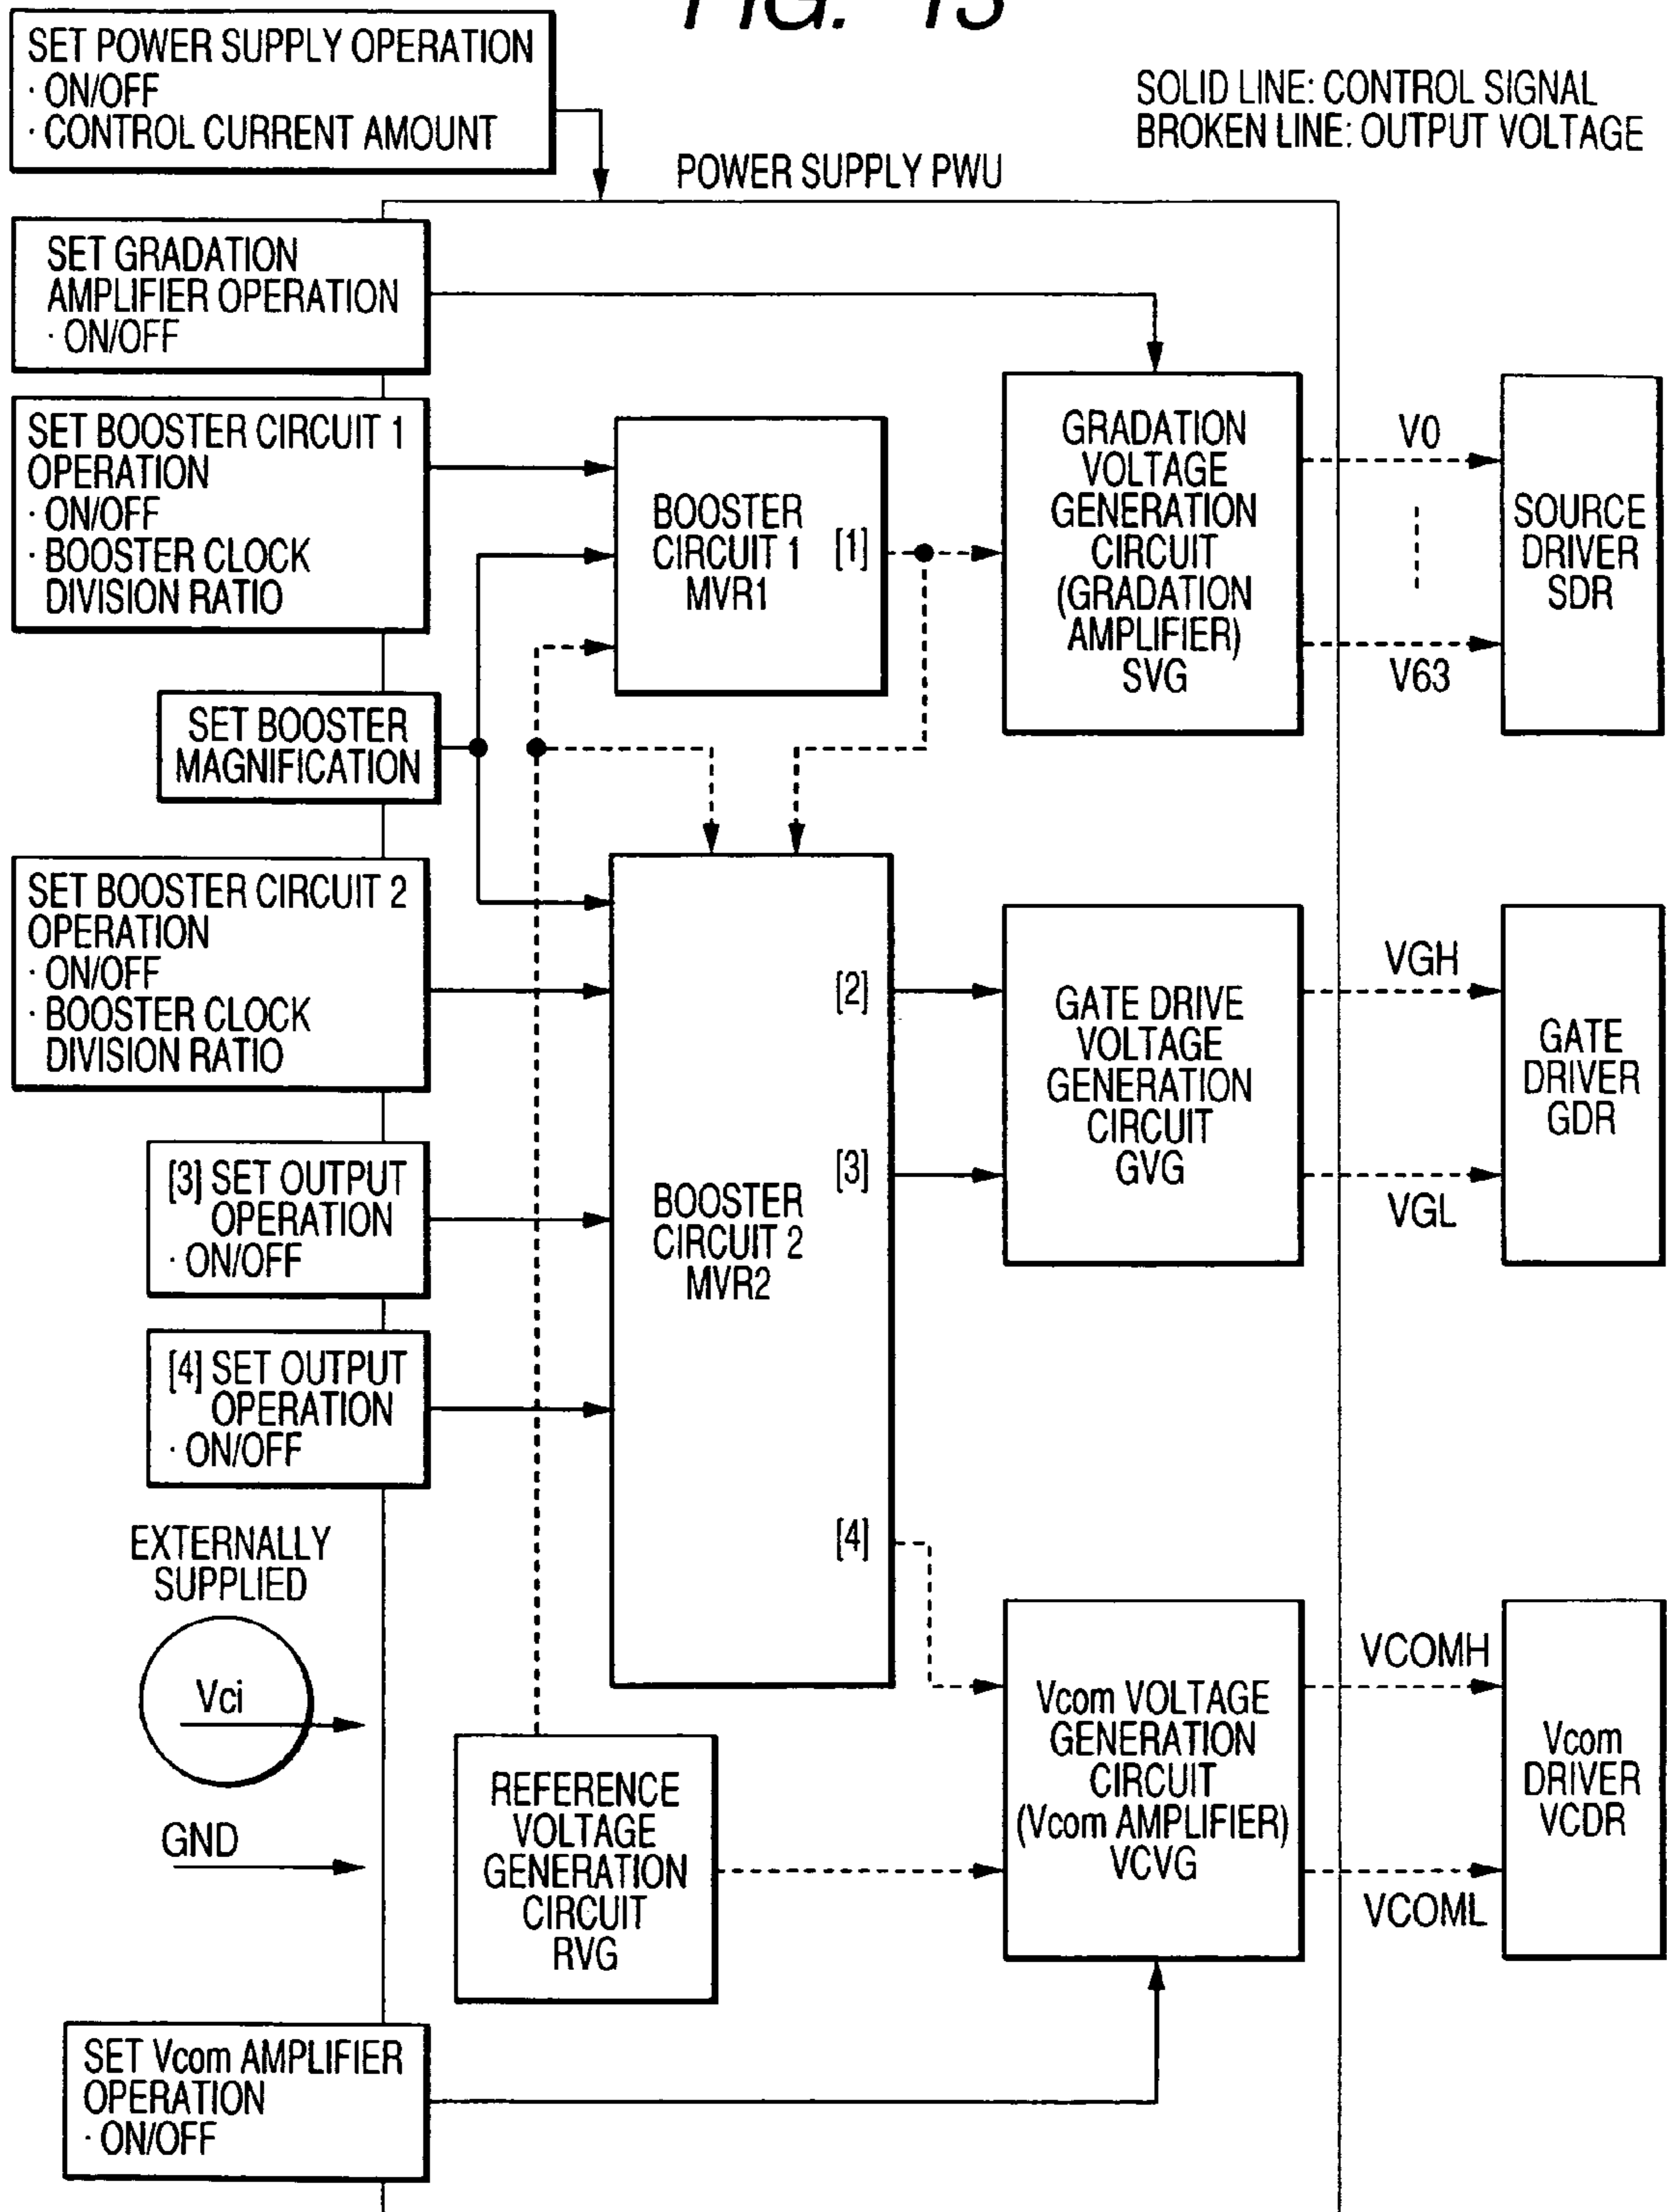 FIG. 13
SET POWER SUPPLY OPERATION
· ON/OFF
· CONTROL CURRENT AMOUNT
SOLID LINE: CONTROL SIGNAL
BROKEN LINE: OUTPUT VOLTAGE
POWER SUPPLY PWU
SET GRADATION
AMPLIFIER OPERATION
· ON/OFF
SET BOOSTER CIRCUIT 1
OPERATION
· ON/OFF
· BOOSTER CLOCK
DIVISION RATIO
BOOSTER
CIRCUIT 1
MVR1
[1]
GRADATION
VOLTAGE
GENERATION
CIRCUIT
(GRADATION
AMPLIFIER)
SVG
V0
V63
SOURCE
DRIVER
SDR
SET BOOSTER
MAGNIFICATION
SET BOOSTER CIRCUIT 2
OPERATION
· ON/OFF
· BOOSTER CLOCK
DIVISION RATIO
[3] SET OUTPUT
OPERATION
· ON/OFF
[4] SET OUTPUT
OPERATION
· ON/OFF
BOOSTER
CIRCUIT 2
MVR2
[2]
[3]
[4]
GATE DRIVE
VOLTAGE
GENERATION
CIRCUIT
GVG
VGH
VGL
GATE
DRIVER
GDR
EXTERNALLY
SUPPLIED
Vci
GND
REFERENCE
VOLTAGE
GENERATION
CIRCUIT
RVG
Vcom VOLTAGE
GENERATION
CIRCUIT
(Vcom AMPLIFIER)
VCVG
VCOMH
VCOML
Vcom
DRIVER
VCDR
SET Vcom AMPLIFIER
OPERATION
· ON/OFF